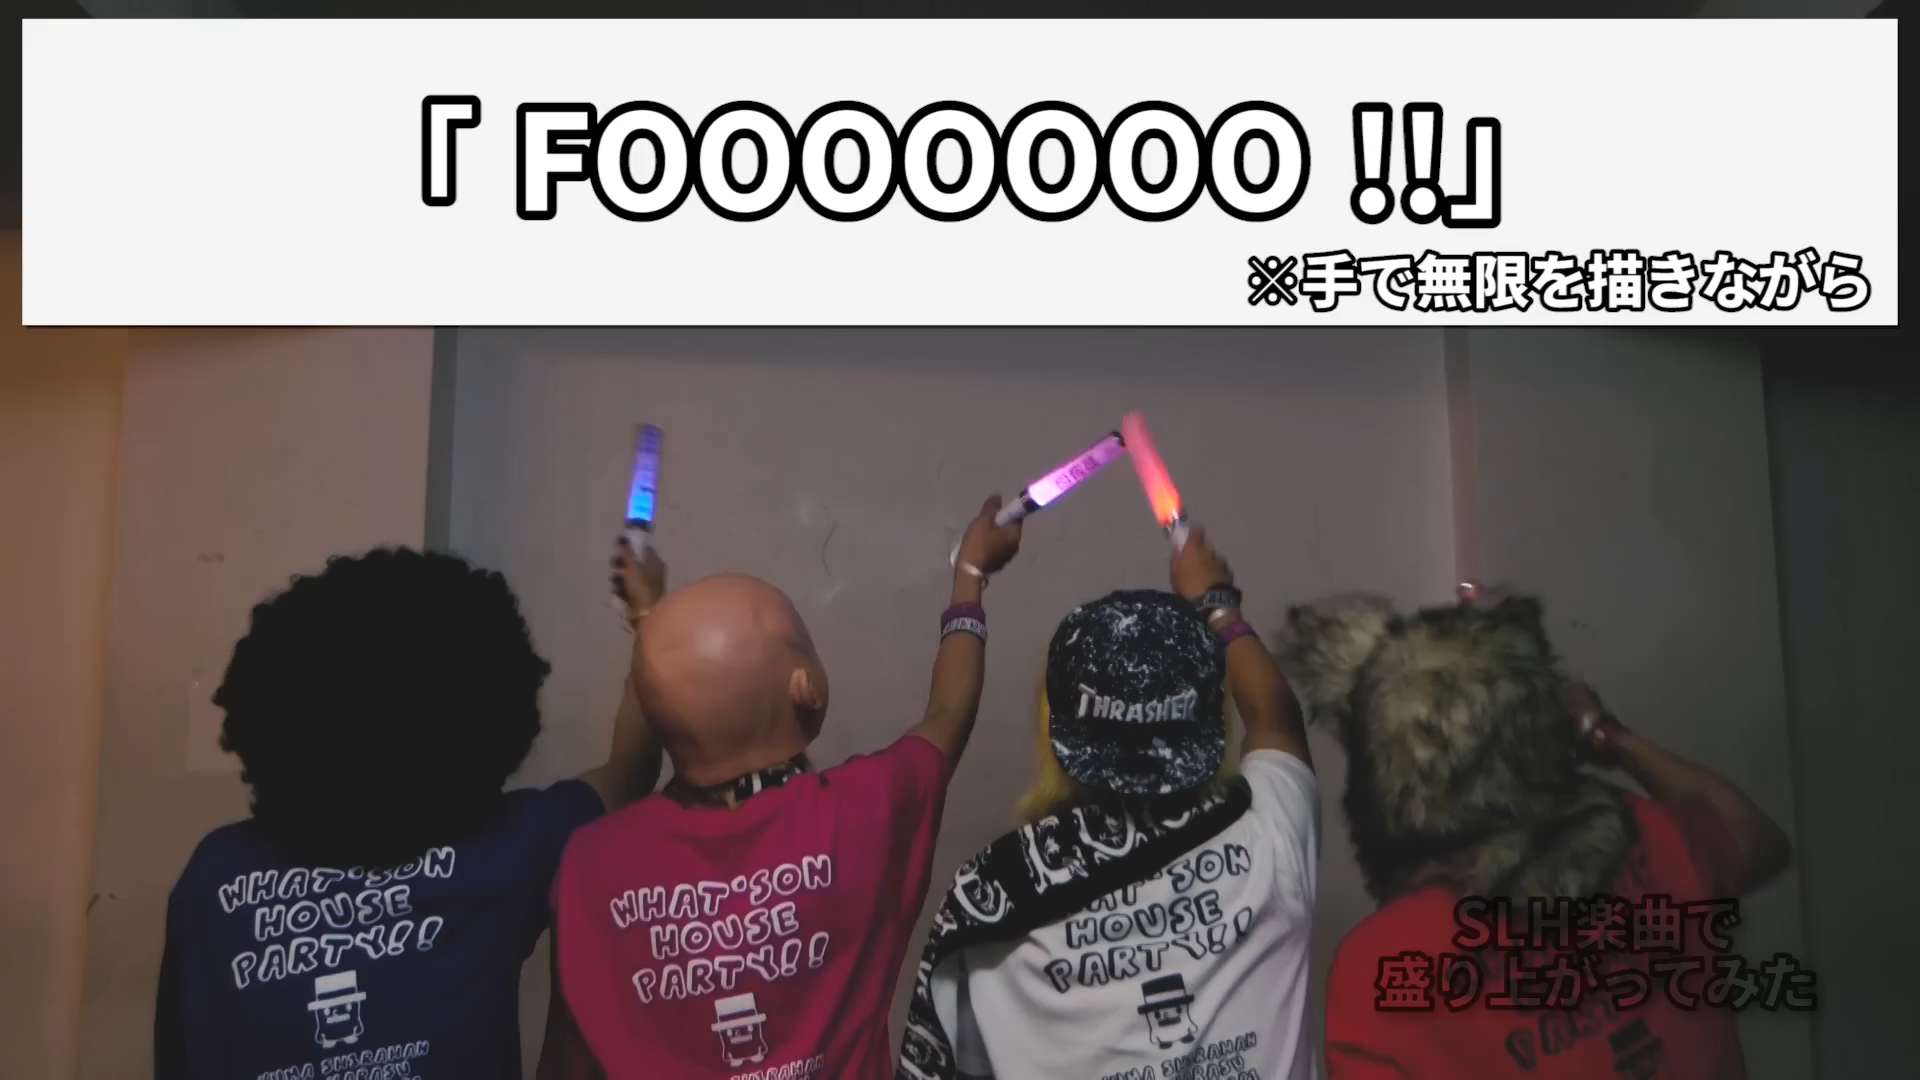 「 FOOOOOOO !!」
※手で無限を描きながら
THRASHER
WHAT'SON
HOUSE
PARTY!!
WHAT'SON
HOUSE
PARTY!!
HOUSE
PARTY!!
SLH楽曲で
盛り上がってみた